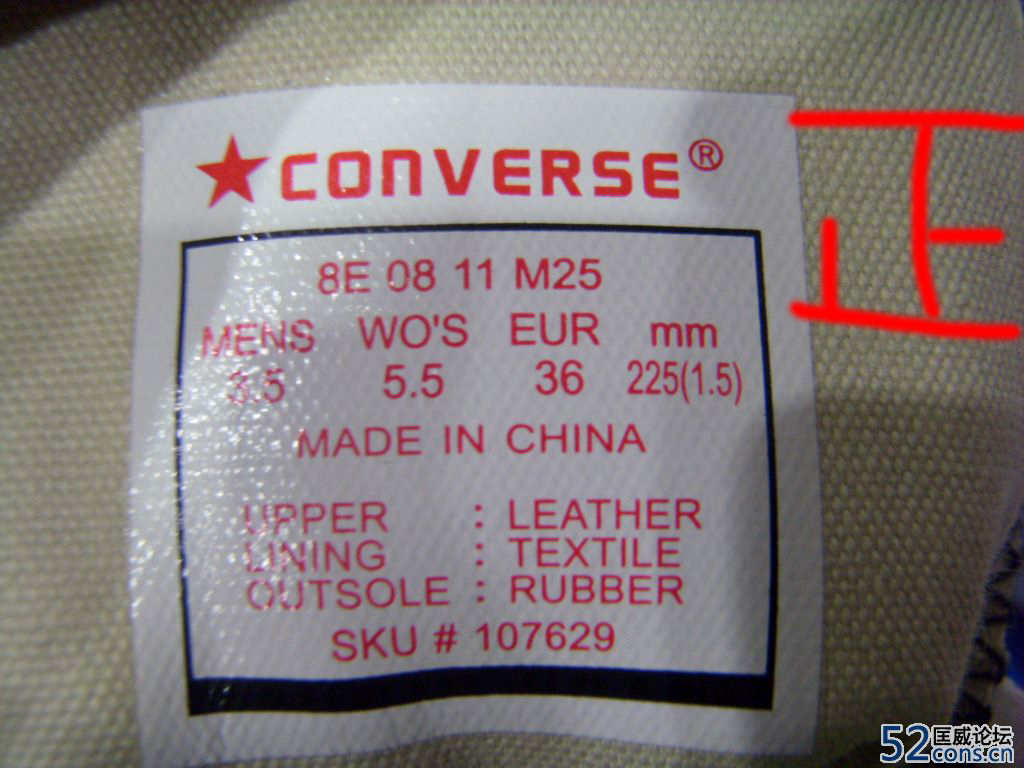 ★CONVERSE®
8E 08 11 M25
MENS WO'S EUR mm
3.5 5.5 36 225(1.5)
MADE IN CHINA
UPPER : LEATHER
LINING : TEXTILE
OUTSOLE : RUBBER
SKU # 107629
正
52匡威论坛
cons.cn